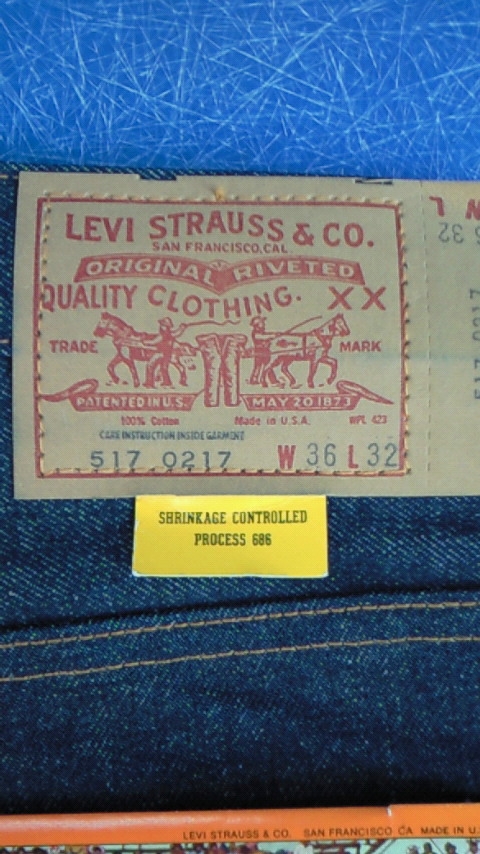 LEVI STRAUSS & CO.
SAN FRANCISCO, CAL.
ORIGINAL RIVETED
QUALITY CLOTHING. XX
TRADE MARK
PATENTED IN U.S. MAY 20 1873
100% Cotton Made in U.S.A. WPL 423
CARE INSTRUCTION INSIDE GARMENT
517 0217 W 36 L 32
SHRINKAGE CONTROLLED
PROCESS 686
LEVI STRAUSS & CO. SAN FRANCISCO CA MADE IN U.